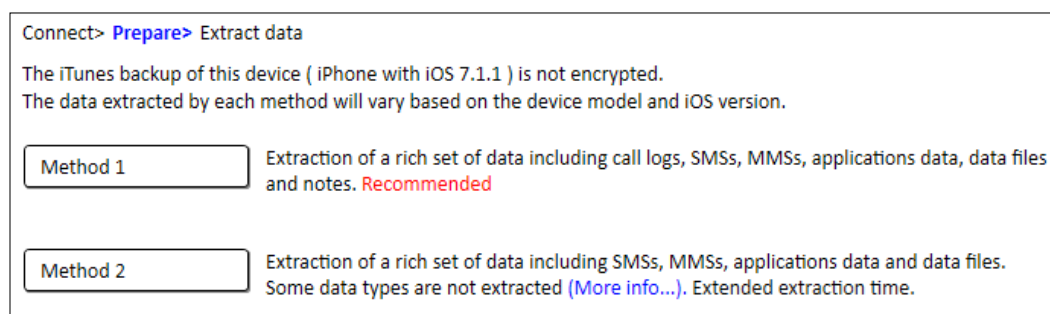 Connect> Prepare> Extract data
The iTunes backup of this device ( iPhone with iOS 7.1.1 ) is not encrypted.
The data extracted by each method will vary based on the device model and iOS version.
Method 1
Extraction of a rich set of data including call logs, SMSs, MMSs, applications data, data files
and notes. Recommended
Method 2
Extraction of a rich set of data including SMSs, MMSs, applications data and data files.
Some data types are not extracted (More info...). Extended extraction time.